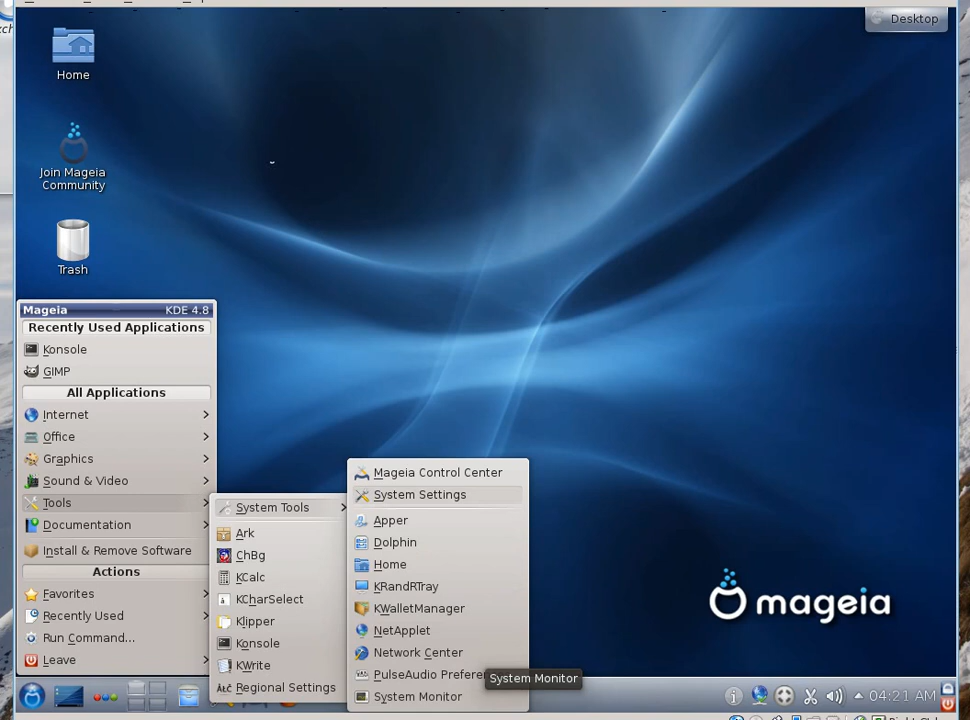 Desktop
Home
Join Mageia
Community
Trash
Mageia KDE 4.8
Recently Used Applications
Konsole
GIMP
All Applications
Internet
Office
Graphics
Sound & Video
Tools
Documentation
Install & Remove Software
Actions
Favorites
Recently Used
Run Command...
Leave
System Tools
Ark
ChBg
KCalc
KCharSelect
Klipper
Konsole
KWrite
Regional Settings
Mageia Control Center
System Settings
Apper
Dolphin
Home
KRandRTray
KWalletManager
NetApplet
Network Center
PulseAudio Prefere
System Monitor
System Monitor
mageia
04:21 AM